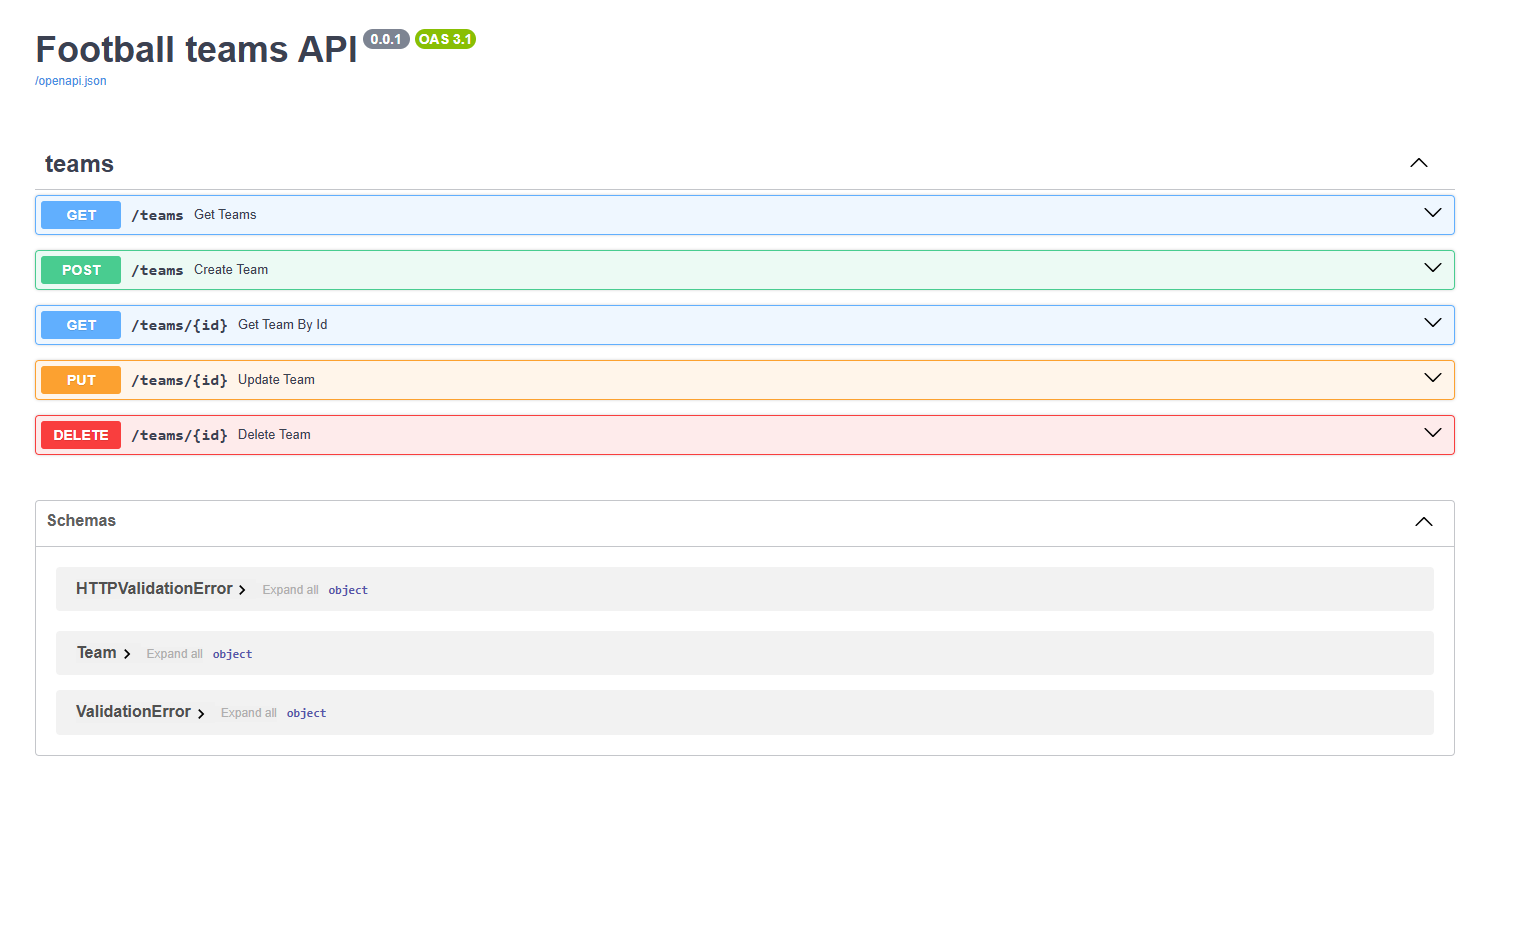 Football teams API 0.0.1 OAS 3.1
/openapi.json
teams
GET /teams Get Teams
POST /teams Create Team
GET /teams/{id} Get Team By Id
PUT /teams/{id} Update Team
DELETE /teams/{id} Delete Team
Schemas
HTTPValidationError Expand all object
Team Expand all object
ValidationError Expand all object